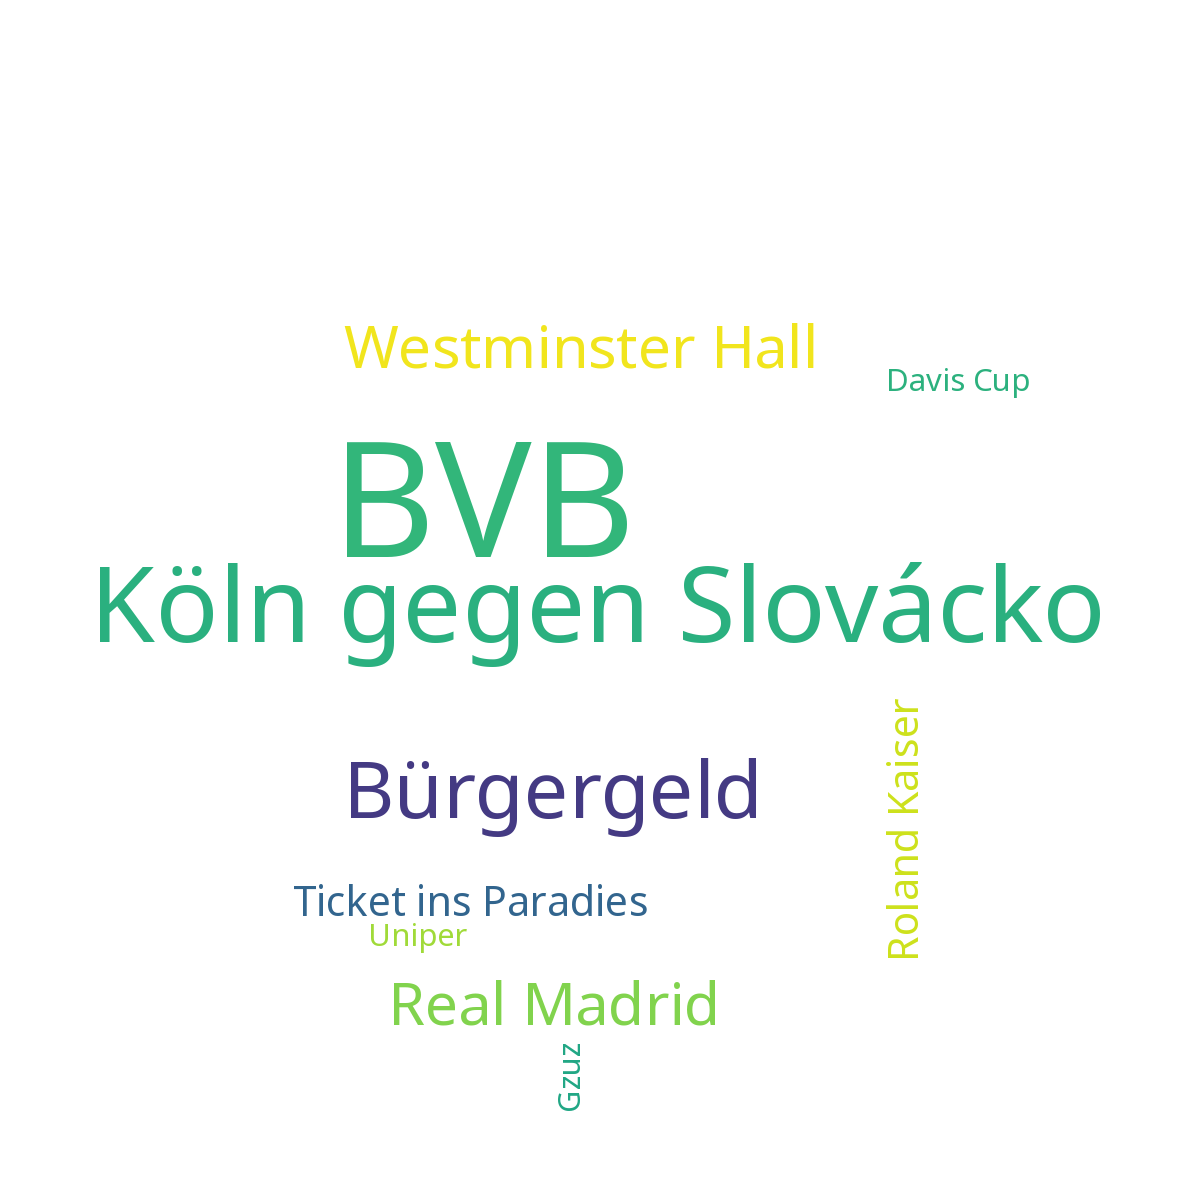 Westminster Hall
Davis Cup
BVB
Köln gegen Slovácko
Roland Kaiser
Bürgergeld
Ticket ins Paradies
Uniper
Real Madrid
Gzuz